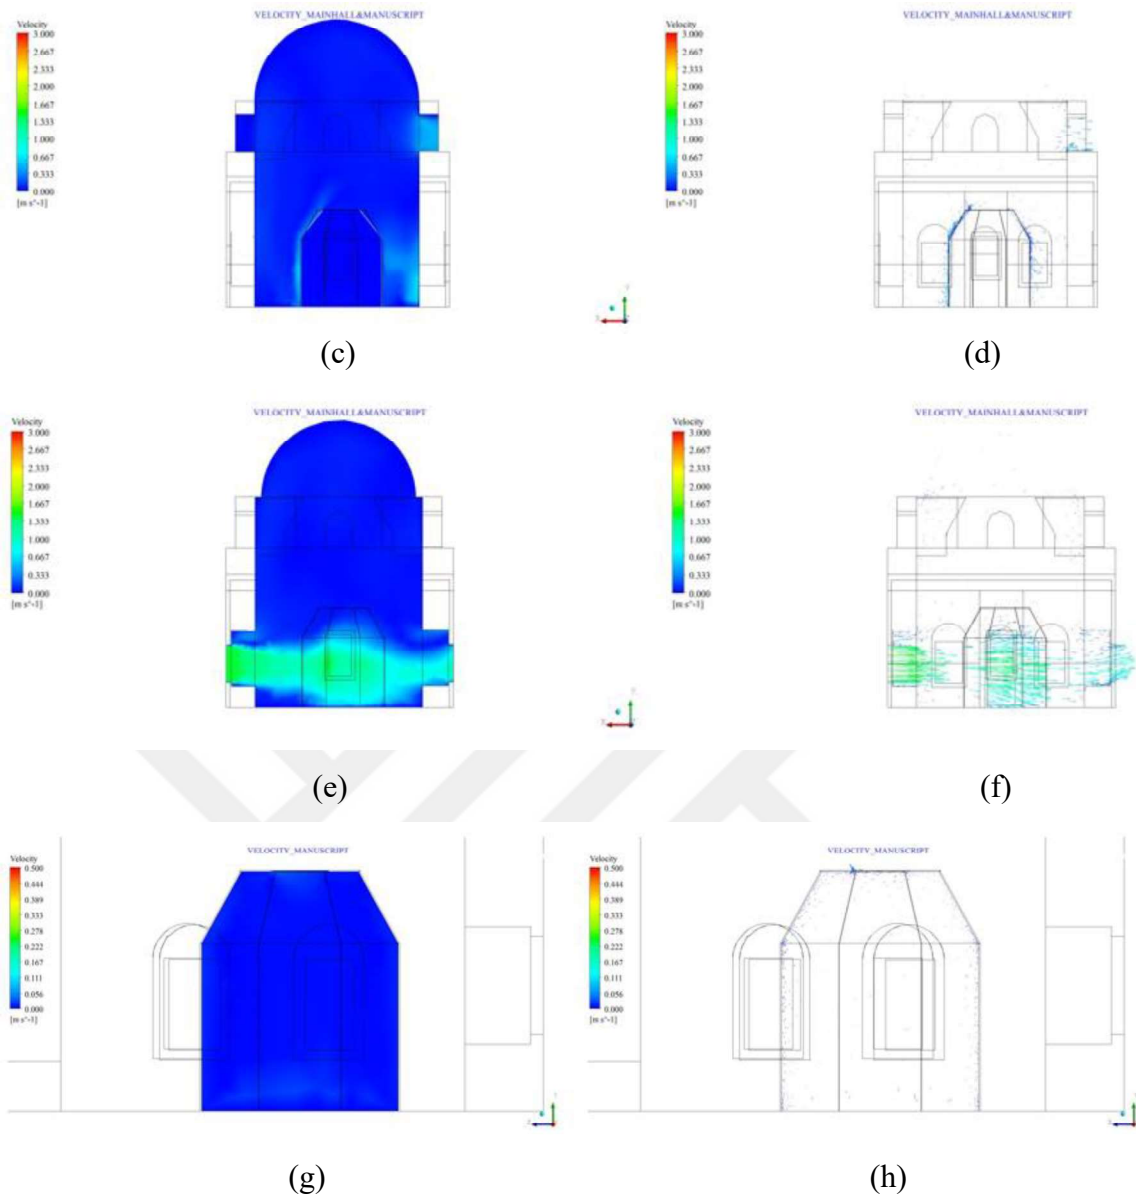 VELOCITY_MAINHALL&MANUSCRIPT
Velocity
3.000
2.667
2.333
2.000
1.667
1.333
1.000
0.667
0.333
0.000
[m s^-1]
(c)
VELOCITY_MAINHALL&MANUSCRIPT
Velocity
3.000
2.667
2.333
2.000
1.667
1.333
1.000
0.667
0.333
0.000
[m s^-1]
(d)
VELOCITY_MAINHALL&MANUSCRIPT
Velocity
3.000
2.667
2.333
2.000
1.667
1.333
1.000
0.667
0.333
0.000
[m s^-1]
(e)
VELOCITY_MAINHALL&MANUSCRIPT
Velocity
3.000
2.667
2.333
2.000
1.667
1.333
1.000
0.667
0.333
0.000
[m s^-1]
(f)
VELOCITY_MANUSCRIPT
Velocity
0.500
0.444
0.389
0.333
0.278
0.222
0.167
0.111
0.056
0.000
[m s^-1]
(g)
VELOCITY_MANUSCRIPT
Velocity
0.500
0.444
0.389
0.333
0.278
0.222
0.167
0.111
0.056
0.000
[m s^-1]
(h)